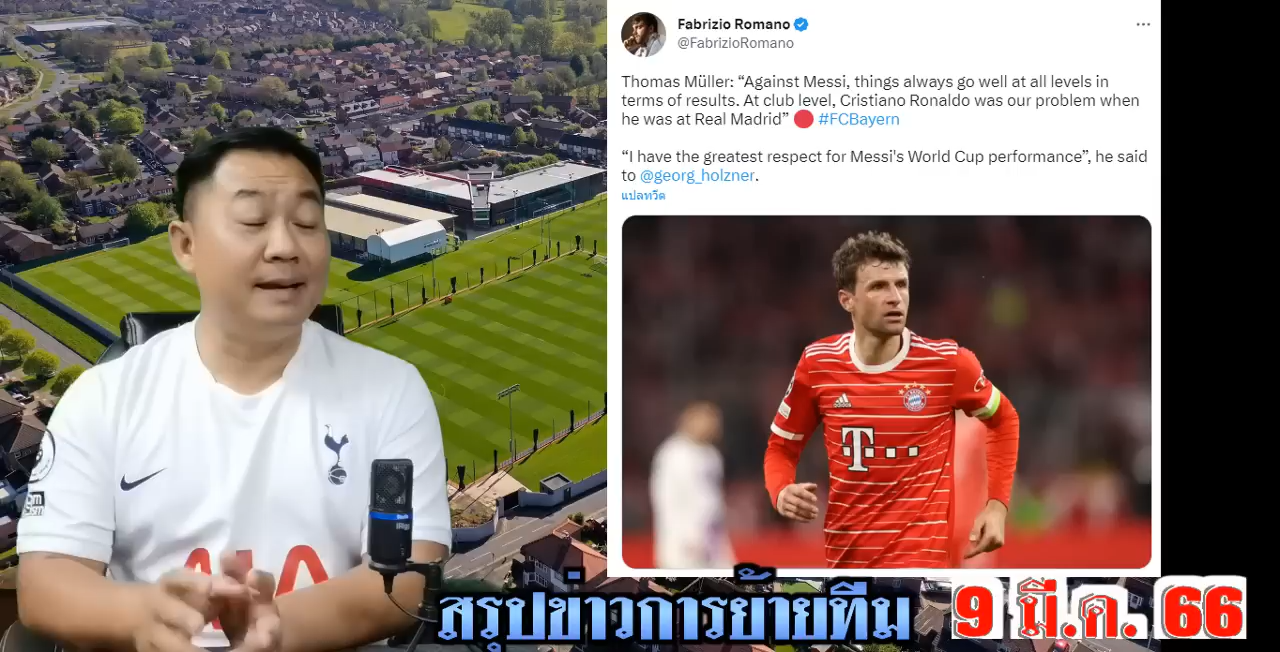 Fabrizio Romano
@FabrizioRomano
Thomas Müller: “Against Messi, things always go well at all levels in
terms of results. At club level, Cristiano Ronaldo was our problem when
he was at Real Madrid” 🔴 #FCBayern
“I have the greatest respect for Messi's World Cup performance”, he said
to @georg_holzner.
แปลทวีต
adidas
T
AIA
สรุปข่าวการย้ายทีม 9 มี.ค. 66